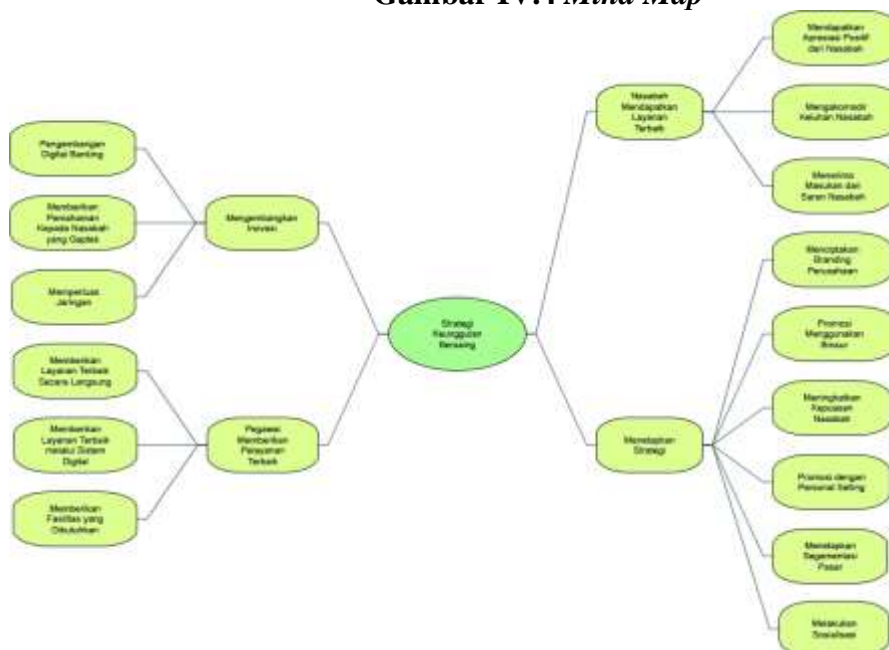 Gambar IV.4 Mind Map
Mendapatkan
Apresiasi Positif
dari Nasabah
Nasabah
Mendapatkan
Layanan
Terbaik
Mengakomodir
Keluhan Nasabah
Menerima
Masukan dan
Saran Nasabah
Pengembangan
Digital Banking
Memberikan
Pemahaman
Kepada Nasabah
yang Gaptek
Mengembangkan
Inovasi
Memperluas
Jaringan
Strategi
Keunggulan
Bersaing
Memberikan
Layanan Terbaik
Secara Langsung
Memberikan
Layanan Terbaik
melalui Sistem
Digital
Pegawai
Memberikan
Pelayanan
Terbaik
Memberikan
Fasilitas yang
Dibutuhkan
Menetapkan
Strategi
Menciptakan
Branding
Perusahaan
Promosi
Menggunakan
Brosur
Meningkatkan
Kepuasan
Nasabah
Promosi dengan
Personal Selling
Menetapkan
Segementasi
Pasar
Melakukan
Sosialisasi